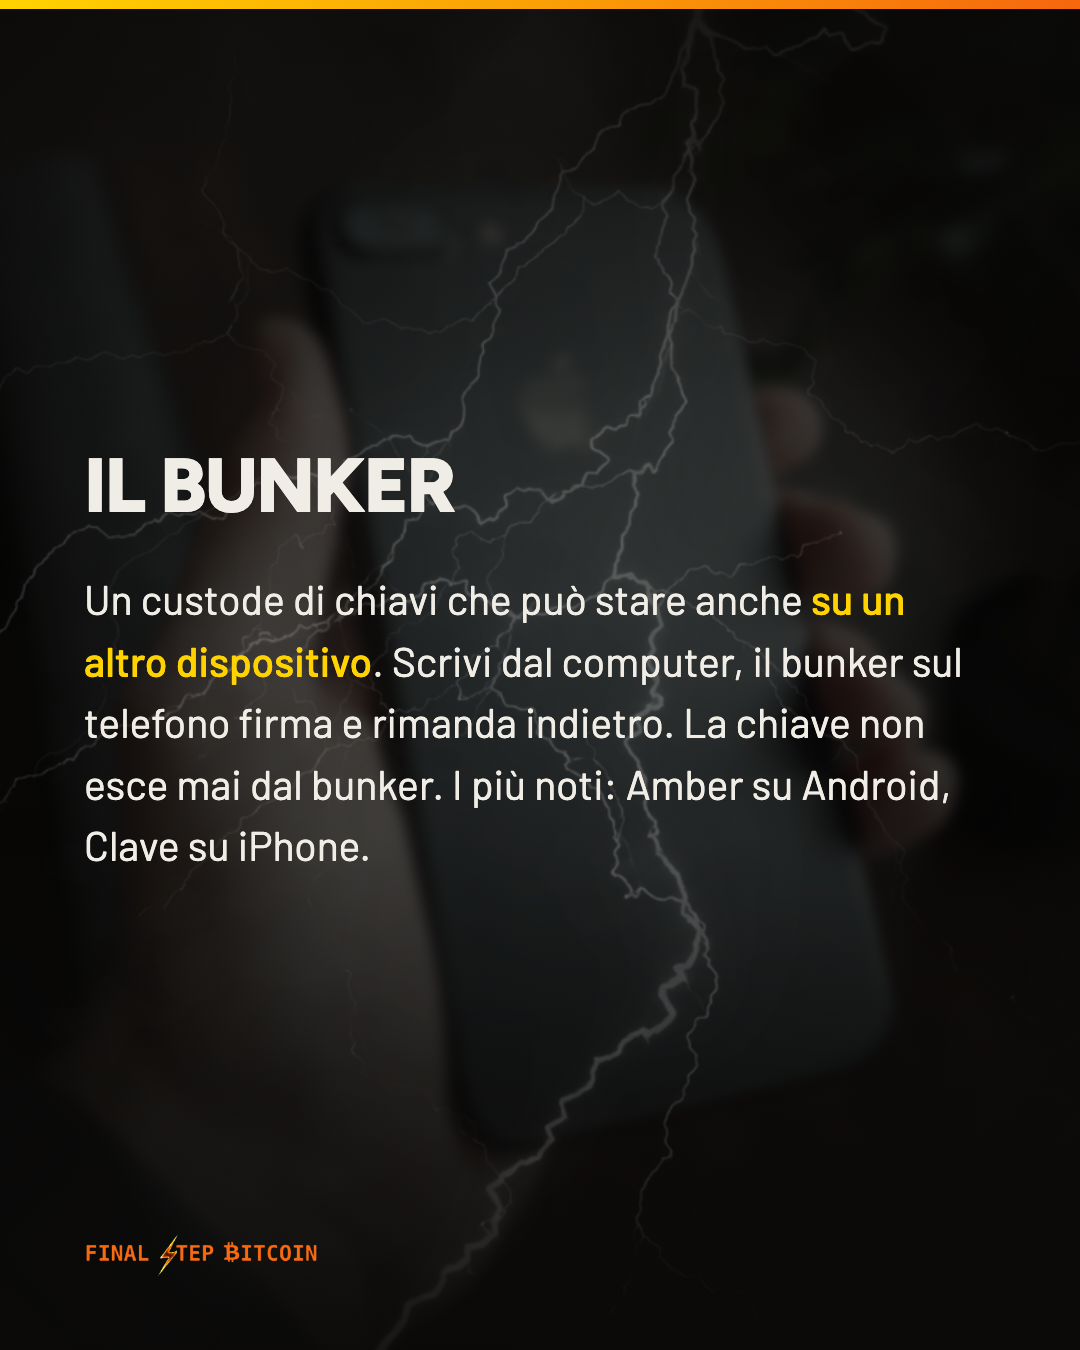 IL BUNKER
Un custode di chiavi che può stare anche su un
altro dispositivo. Scrivi dal computer, il bunker sul
telefono firma e rimanda indietro. La chiave non
esce mai dal bunker. I più noti: Amber su Android,
Clave su iPhone.
FINAL STEP BITCOIN